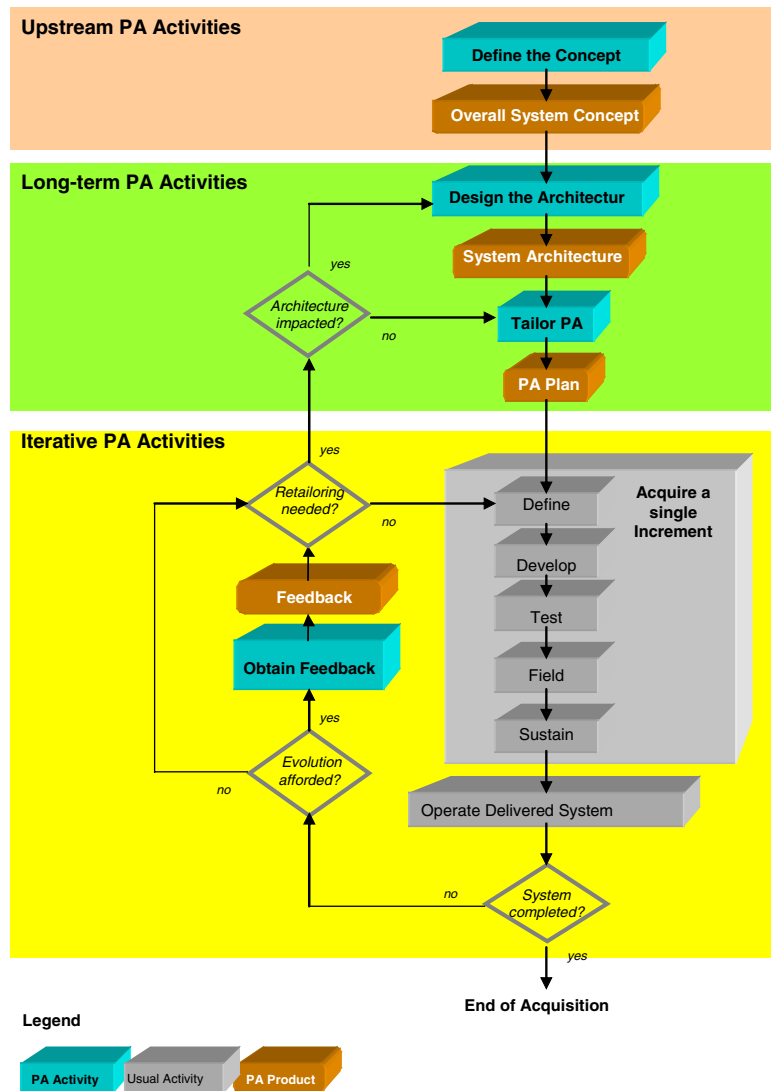 Upstream PA Activities
Define the Concept
Overall System Concept
Long-term PA Activities
Design the Architectur
yes
System Architecture
Architecture
impacted?
no
Tailor PA
PA Plan
Iterative PA Activities
yes
Retailoring
needed?
no
Acquire a
single
Increment
Define
Develop
Feedback
Test
Obtain Feedback
Field
yes
Sustain
Evolution
afforded?
no
Operate Delivered System
no
System
completed?
yes
End of Acquisition
Legend
PA Activity
Usual Activity
PA Product